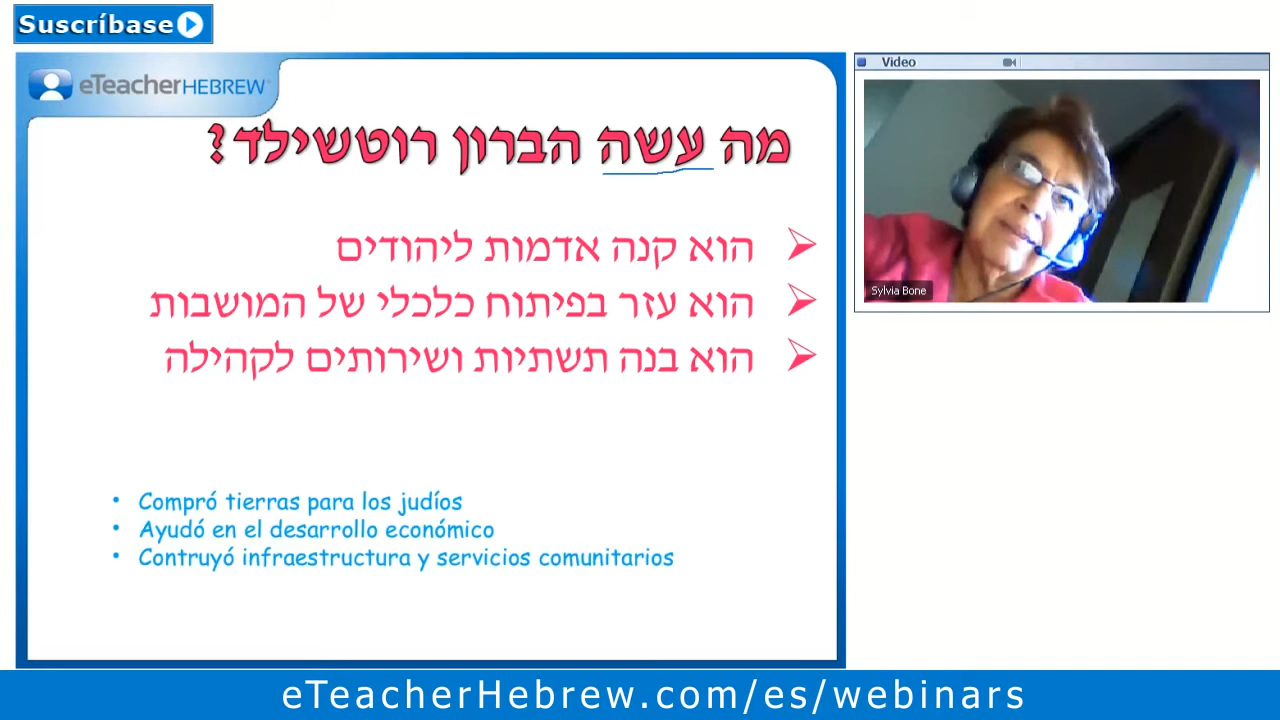 Suscríbase
eTeacherHEBREW
Video
מה עשה הברון רוטשילד?
הוא קנה אדמות ליהודים
הוא עזר בפיתוח כלכלי של המושבות
הוא בנה תשתיות ושירותים לקהילה
Sylvia Bone
• Compró tierras para los judíos
• Ayudó en el desarrollo económico
• Contruyó infraestructura y servicios comunitarios
eTeacherHebrew.com/es/webinars